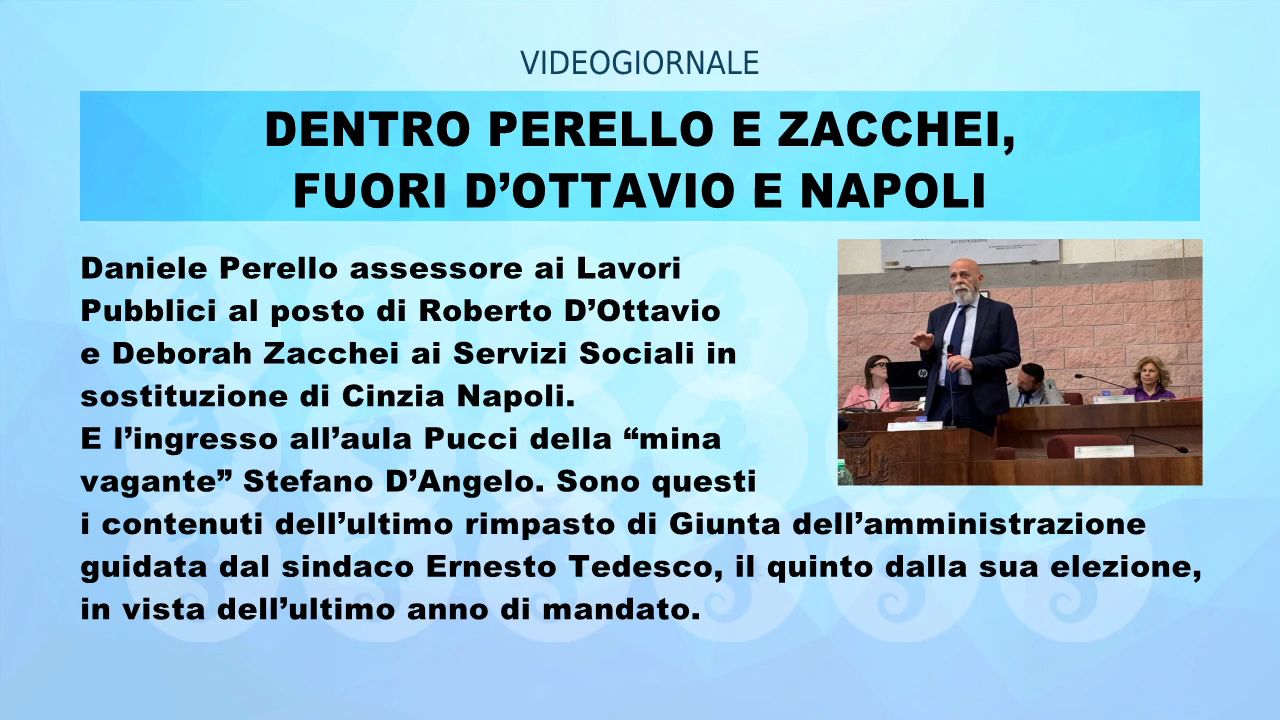 VIDEOGIORNALE
DENTRO PERELLO E ZACCHEI,
FUORI D’OTTAVIO E NAPOLI
Daniele Perello assessore ai Lavori
Pubblici al posto di Roberto D’Ottavio
e Deborah Zacchei ai Servizi Sociali in
sostituzione di Cinzia Napoli.
E l’ingresso all’aula Pucci della “mina
vagante” Stefano D’Angelo. Sono questi
i contenuti dell’ultimo rimpasto di Giunta dell’amministrazione
guidata dal sindaco Ernesto Tedesco, il quinto dalla sua elezione,
in vista dell’ultimo anno di mandato.